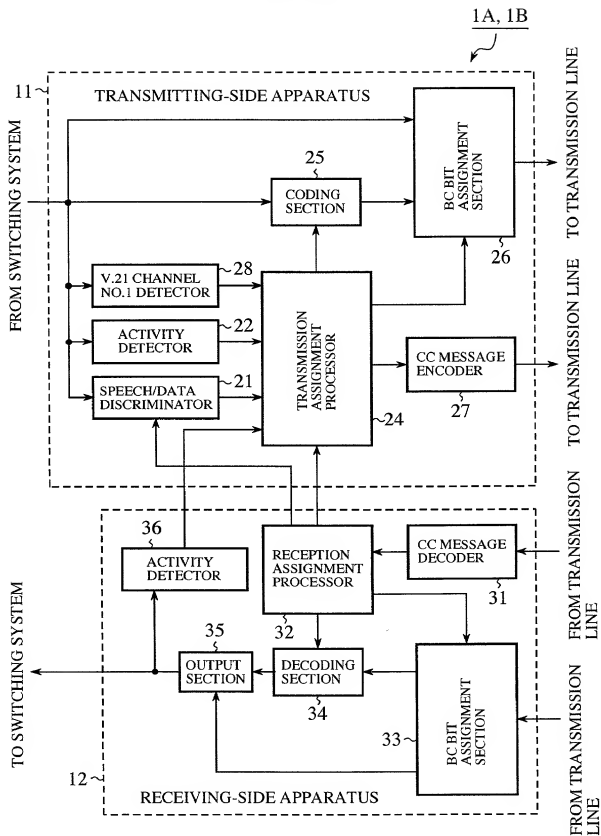 1A, 1B
11
TRANSMITTING-SIDE APPARATUS
FROM SWITCHING SYSTEM
25
CODING
SECTION
BC BIT
ASSIGNMENT
SECTION
26
TO TRANSMISSION LINE
28
V.21 CHANNEL
NO.1 DETECTOR
22
ACTIVITY
DETECTOR
21
SPEECH/DATA
DISCRIMINATOR
TRANSMISSION
ASSIGNMENT
PROCESSOR
24
CC MESSAGE
ENCODER
27
TO TRANSMISSION LINE
36
ACTIVITY
DETECTOR
RECEPTION
ASSIGNMENT
PROCESSOR
32
CC MESSAGE
DECODER
31
FROM TRANSMISSION
LINE
TO SWITCHING SYSTEM
35
OUTPUT
SECTION
DECODING
SECTION
34
33
BC BIT
ASSIGNMENT
SECTION
FROM TRANSMISSION
LINE
12
RECEIVING-SIDE APPARATUS